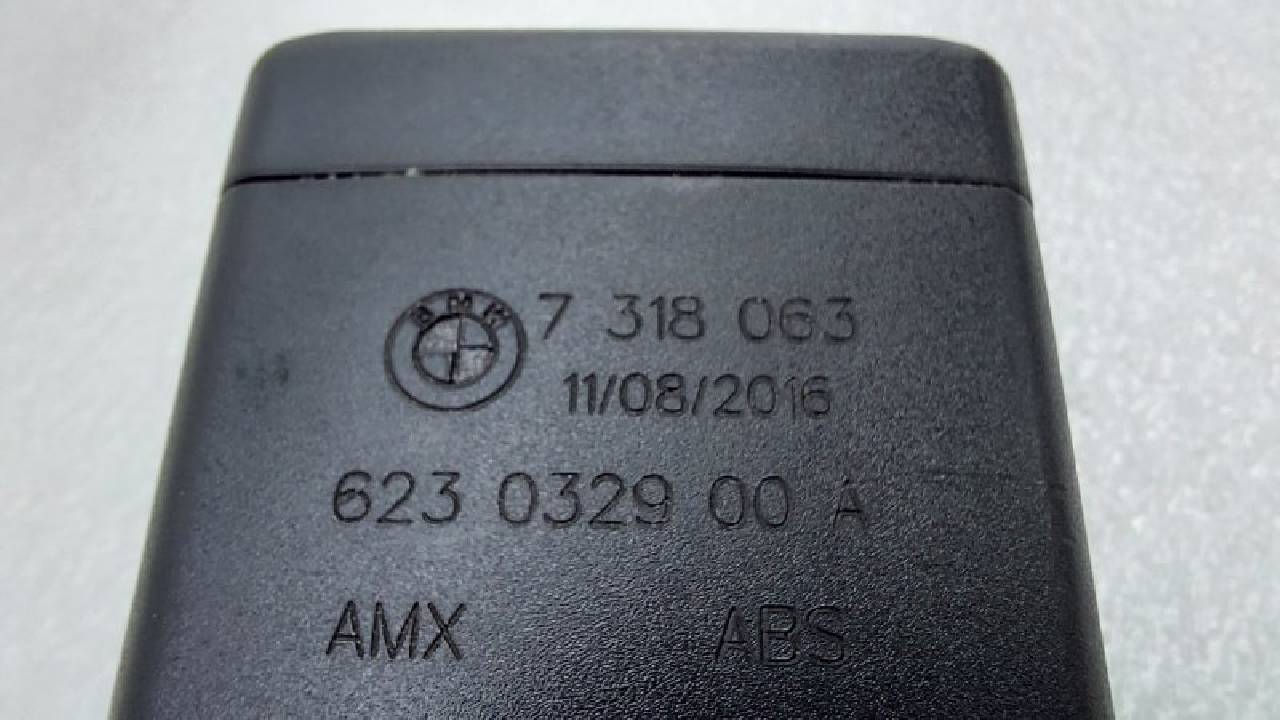 BMW 7 318 063
11/08/2016
623 0329 00 A
AMX ABS